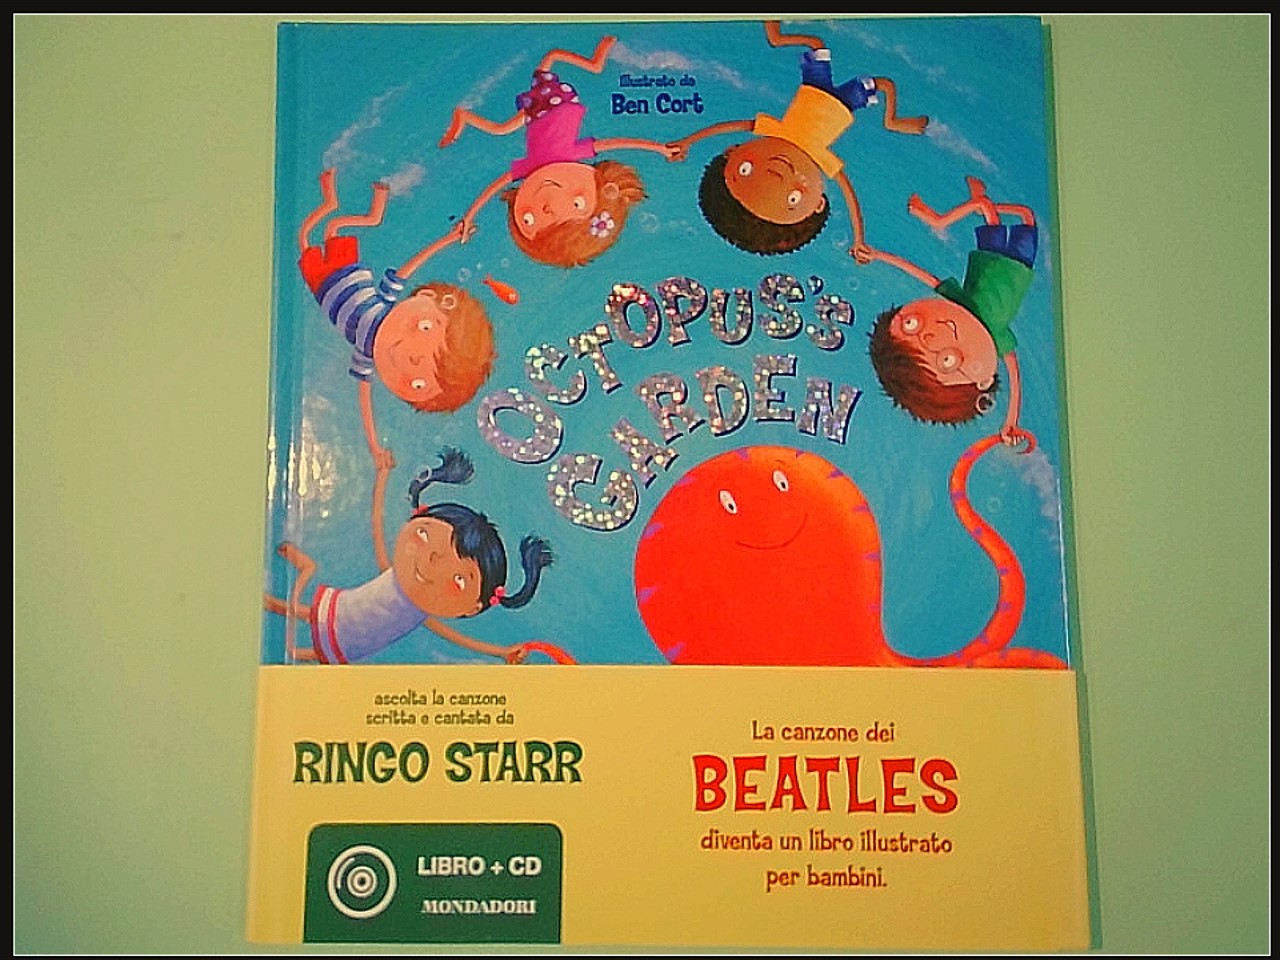 illustrato da
Ben Cort
OCTOPUS'S
GARDEN
ascolta la canzone
scritta e cantata da
RINGO STARR
LIBRO + CD
MONDADORI
La canzone dei
BEATLES
diventa un libro illustrato
per bambini.